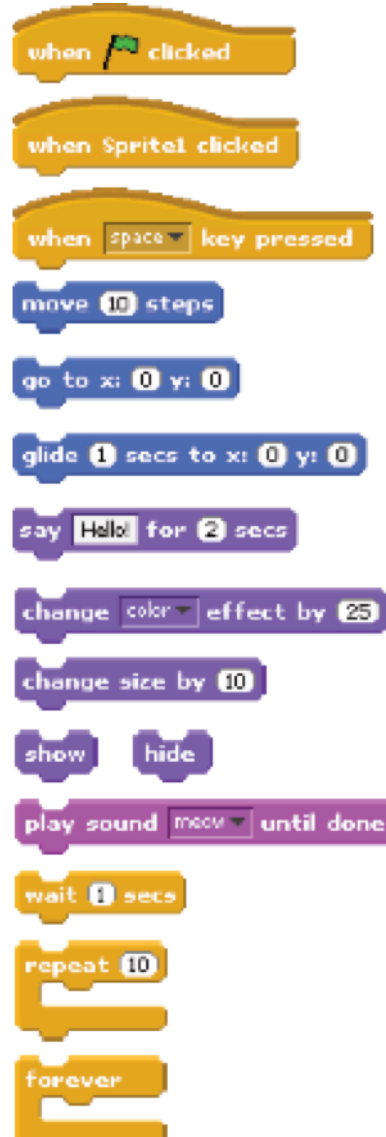 when clicked
when Sprite1 clicked
when space key pressed
move 10 steps
go to x: 0 y: 0
glide 1 secs to x: 0 y: 0
say Hello! for 2 secs
change color effect by 25
change size by 10
show hide
play sound meow until done
wait 1 secs
repeat 10
forever